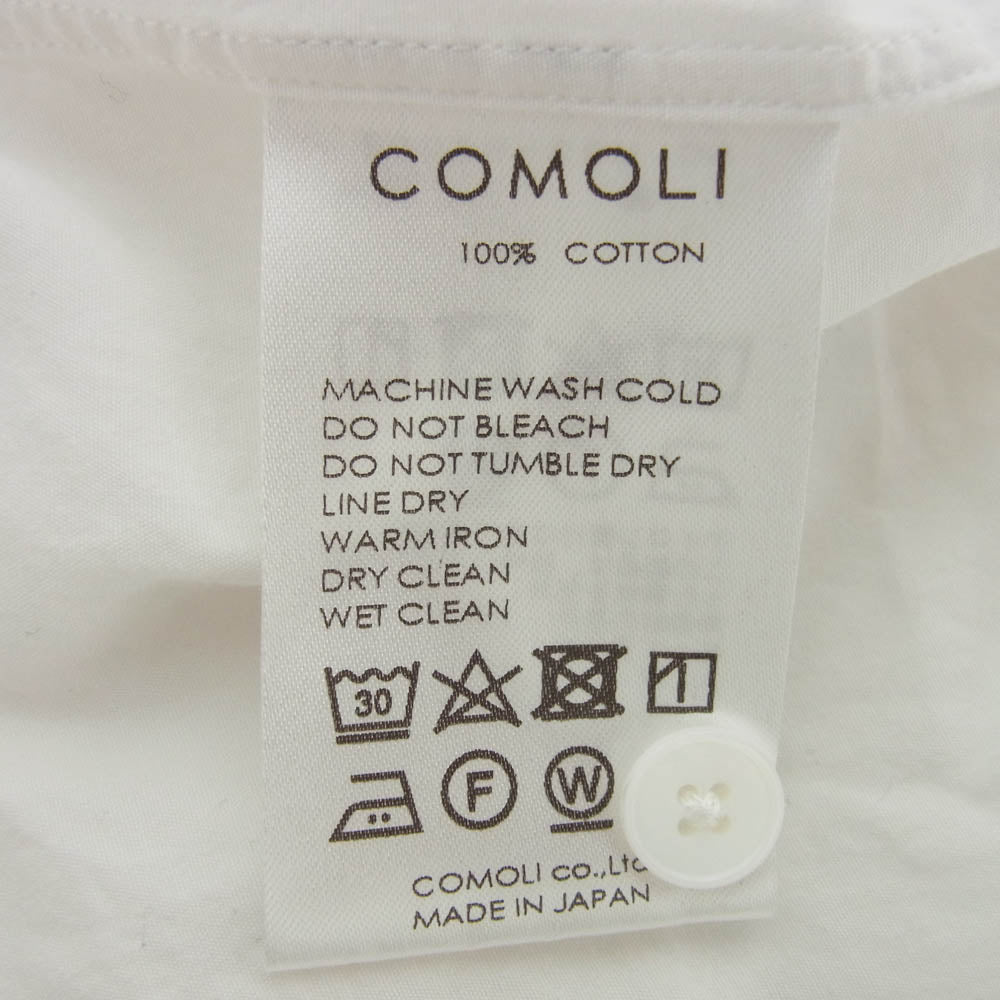 COMOLI
100% COTTON
MACHINE WASH COLD
DO NOT BLEACH
DO NOT TUMBLE DRY
LINE DRY
WARM IRON
DRY CLEAN
WET CLEAN
30
F W
COMOLI co.,Ltd
MADE IN JAPAN